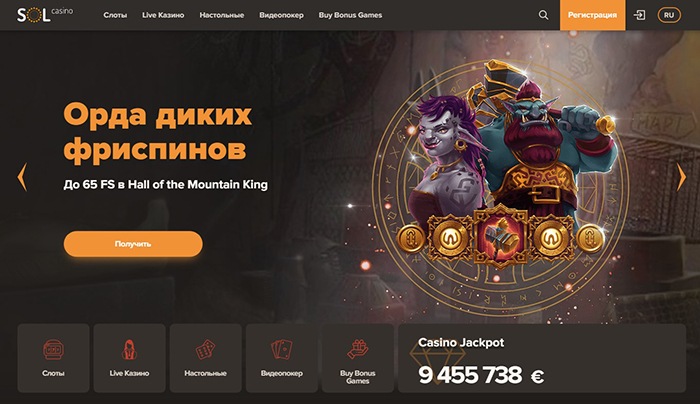 SOL casino
Слоты Live Казино Настольные Видеопокер Buy Bonus Games Регистрация RU
Орда диких
фриспинов
До 65 FS в Hall of the Mountain King
Получить
Слоты Live Казино Настольные Видеопокер Buy Bonus
Games
Casino Jackpot
9 455 738 €